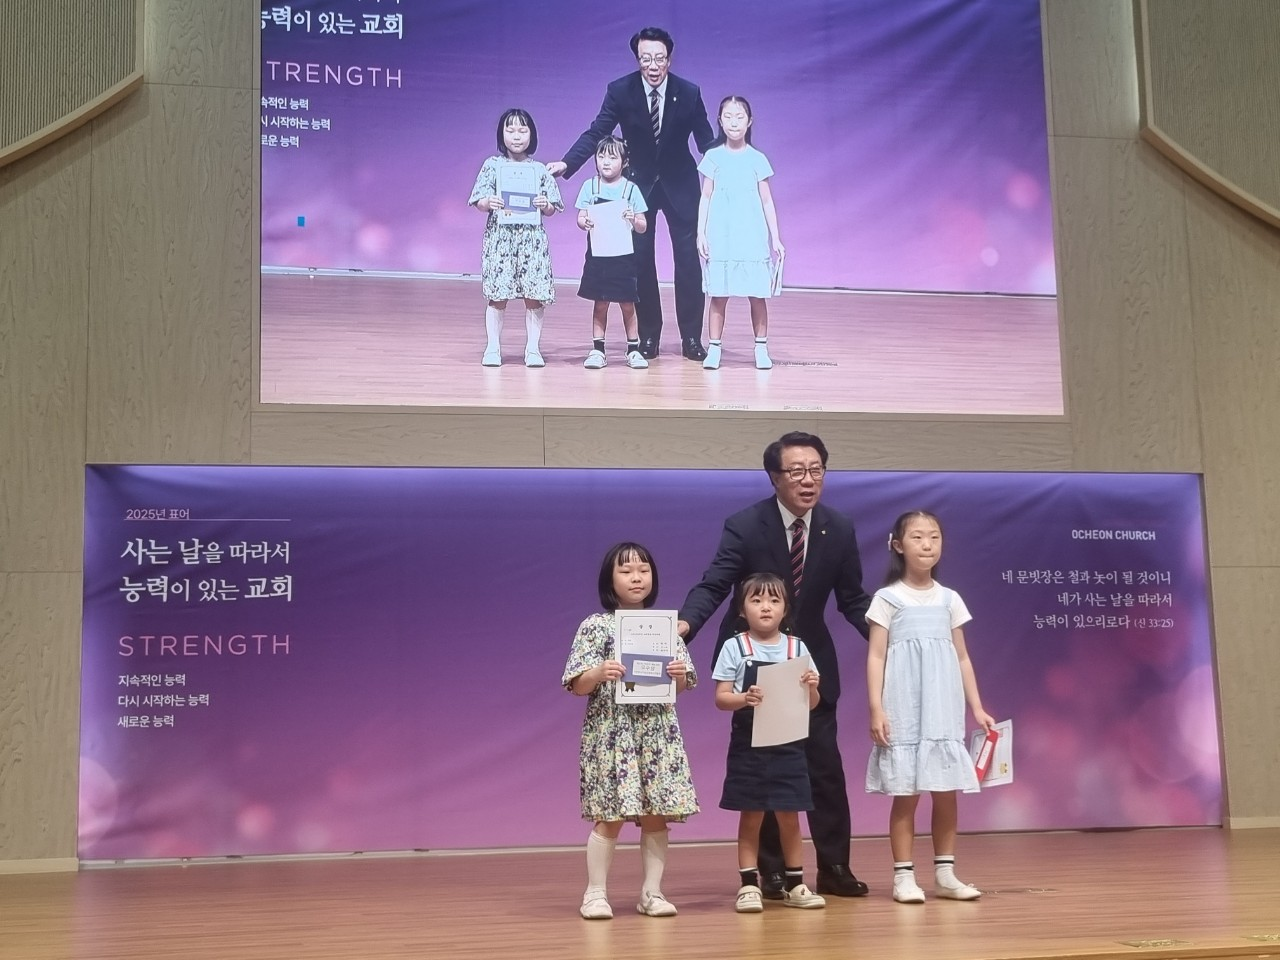 능력이 있는 교회
TRENGTH
속적인 능력
시 시작하는 능력
로운 능력
2025년 표어
사는 날을 따라서
능력이 있는 교회
STRENGTH
지속적인 능력
다시 시작하는 능력
새로운 능력
OCHEON CHURCH
네 문빗장은 철과 놋이 될 것이니
네가 사는 날을 따라서
능력이 있으리로다 (신 33:25)